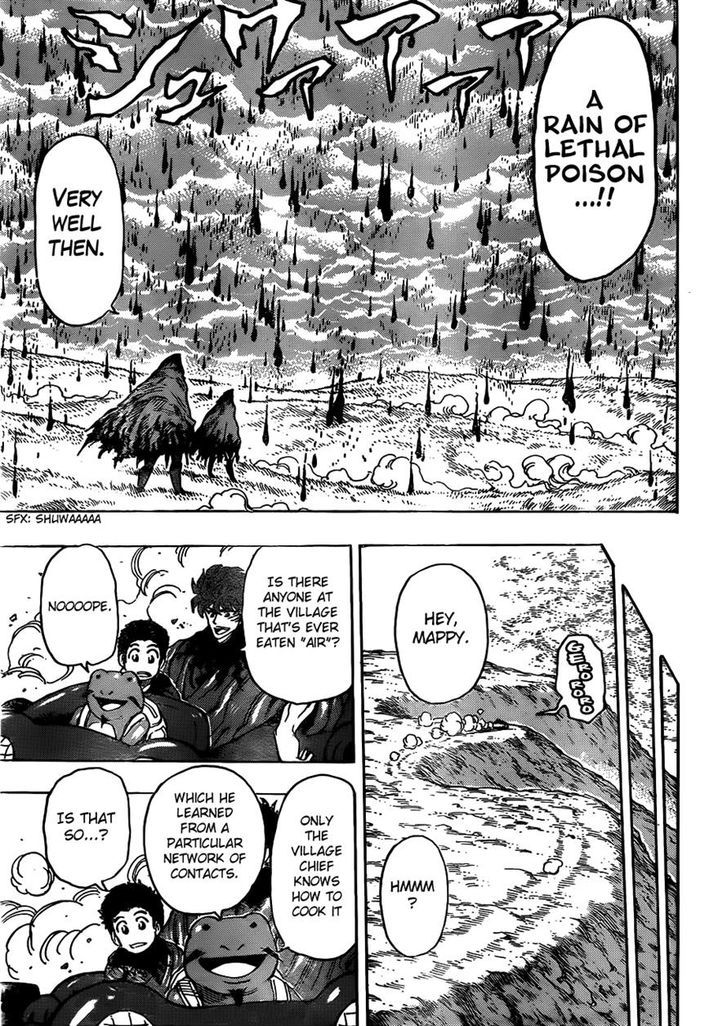 シュワァァァァ
A
RAIN OF
LETHAL
POISON
...!!
VERY
WELL
THEN.
SFX: SHUWAAAAA
HEY,
MAPPY.
HMMM
?
IS THERE
ANYONE AT
THE VILLAGE
THAT'S EVER
EATEN "AIR"?
NOOOOPE.
ONLY
THE
VILLAGE
CHIEF
KNOWS
HOW TO
COOK IT
WHICH HE
LEARNED
FROM A
PARTICULAR
NETWORK OF
CONTACTS.
IS THAT
SO...?